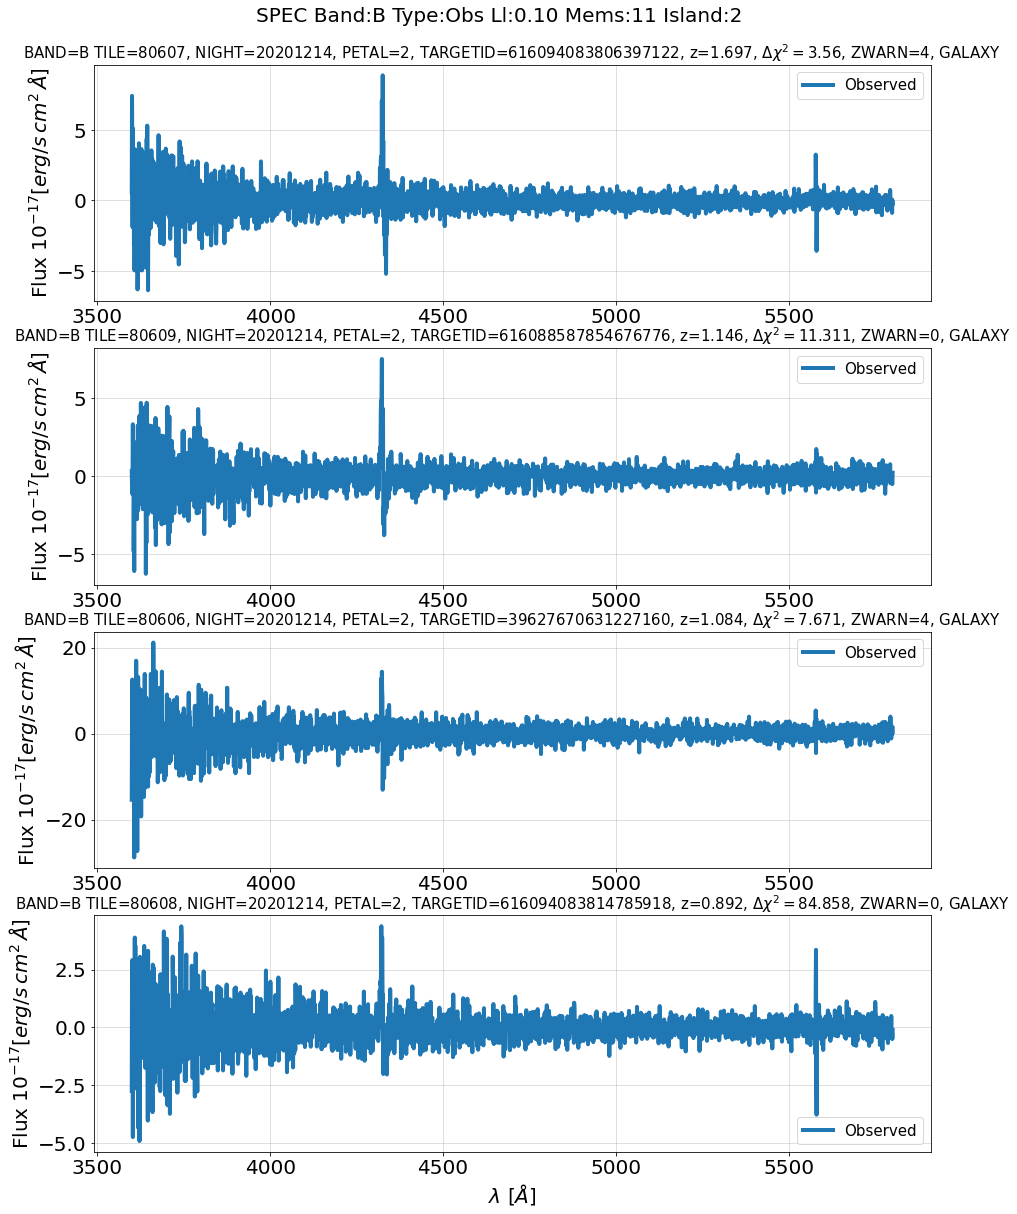 SPEC Band:B Type:Obs Ll:0.10 Mems:11 Island:2
BAND=B TILE=80607, NIGHT=20201214, PETAL=2, TARGETID=616094083806397122, z=1.697, Δχ² = 3.56, ZWARN=4, GALAXY
Observed
Flux 10⁻¹⁷[erg/s cm² Å]
5
0
−5
3500 4000 4500 5000 5500
BAND=B TILE=80609, NIGHT=20201214, PETAL=2, TARGETID=616088587854676776, z=1.146, Δχ² = 11.311, ZWARN=0, GALAXY
Observed
Flux 10⁻¹⁷[erg/s cm² Å]
5
0
−5
3500 4000 4500 5000 5500
BAND=B TILE=80606, NIGHT=20201214, PETAL=2, TARGETID=39627670631227160, z=1.084, Δχ² = 7.671, ZWARN=4, GALAXY
Observed
Flux 10⁻¹⁷[erg/s cm² Å]
20
0
−20
3500 4000 4500 5000 5500
BAND=B TILE=80608, NIGHT=20201214, PETAL=2, TARGETID=616094083814785918, z=0.892, Δχ² = 84.858, ZWARN=0, GALAXY
Flux 10⁻¹⁷[erg/s cm² Å]
2.5
0.0
−2.5
−5.0
Observed
3500 4000 4500 5000 5500
λ [Å]